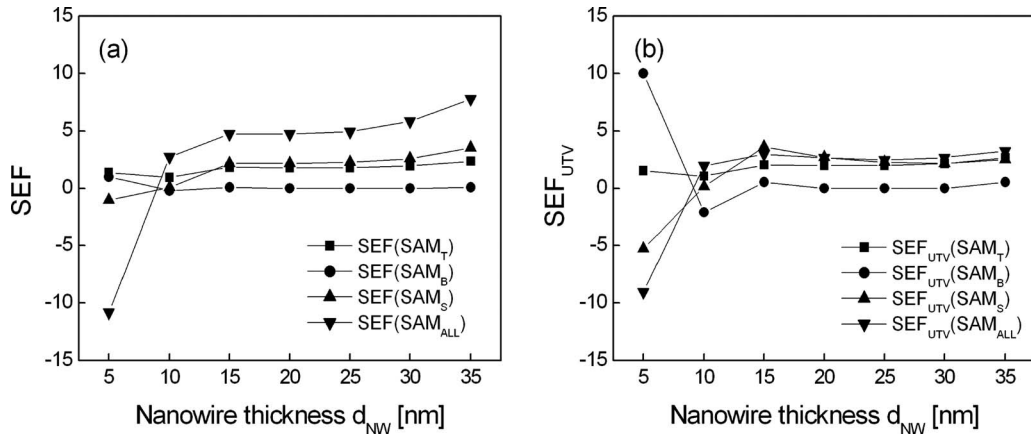 (a)
SEF
15
10
5
0
-5
-10
-15
SEF(SAM_T)
SEF(SAM_B)
SEF(SAM_S)
SEF(SAM_ALL)
5 10 15 20 25 30 35
Nanowire thickness d_NW [nm]
(b)
SEF_UTV
15
10
5
0
-5
-10
-15
SEF_UTV(SAM_T)
SEF_UTV(SAM_B)
SEF_UTV(SAM_S)
SEF_UTV(SAM_ALL)
5 10 15 20 25 30 35
Nanowire thickness d_NW [nm]